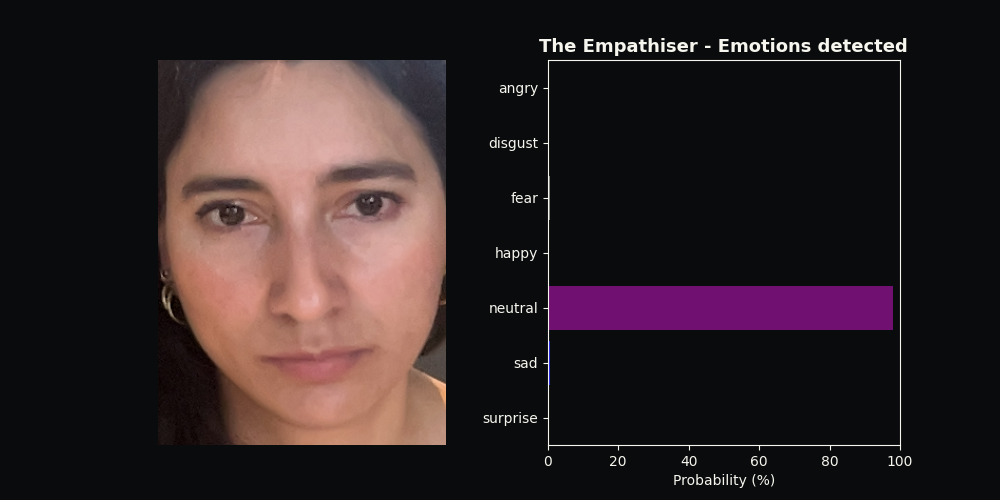 The Empathiser - Emotions detected
angry
disgust
fear
happy
neutral
sad
surprise
0 20 40 60 80 100
Probability (%)